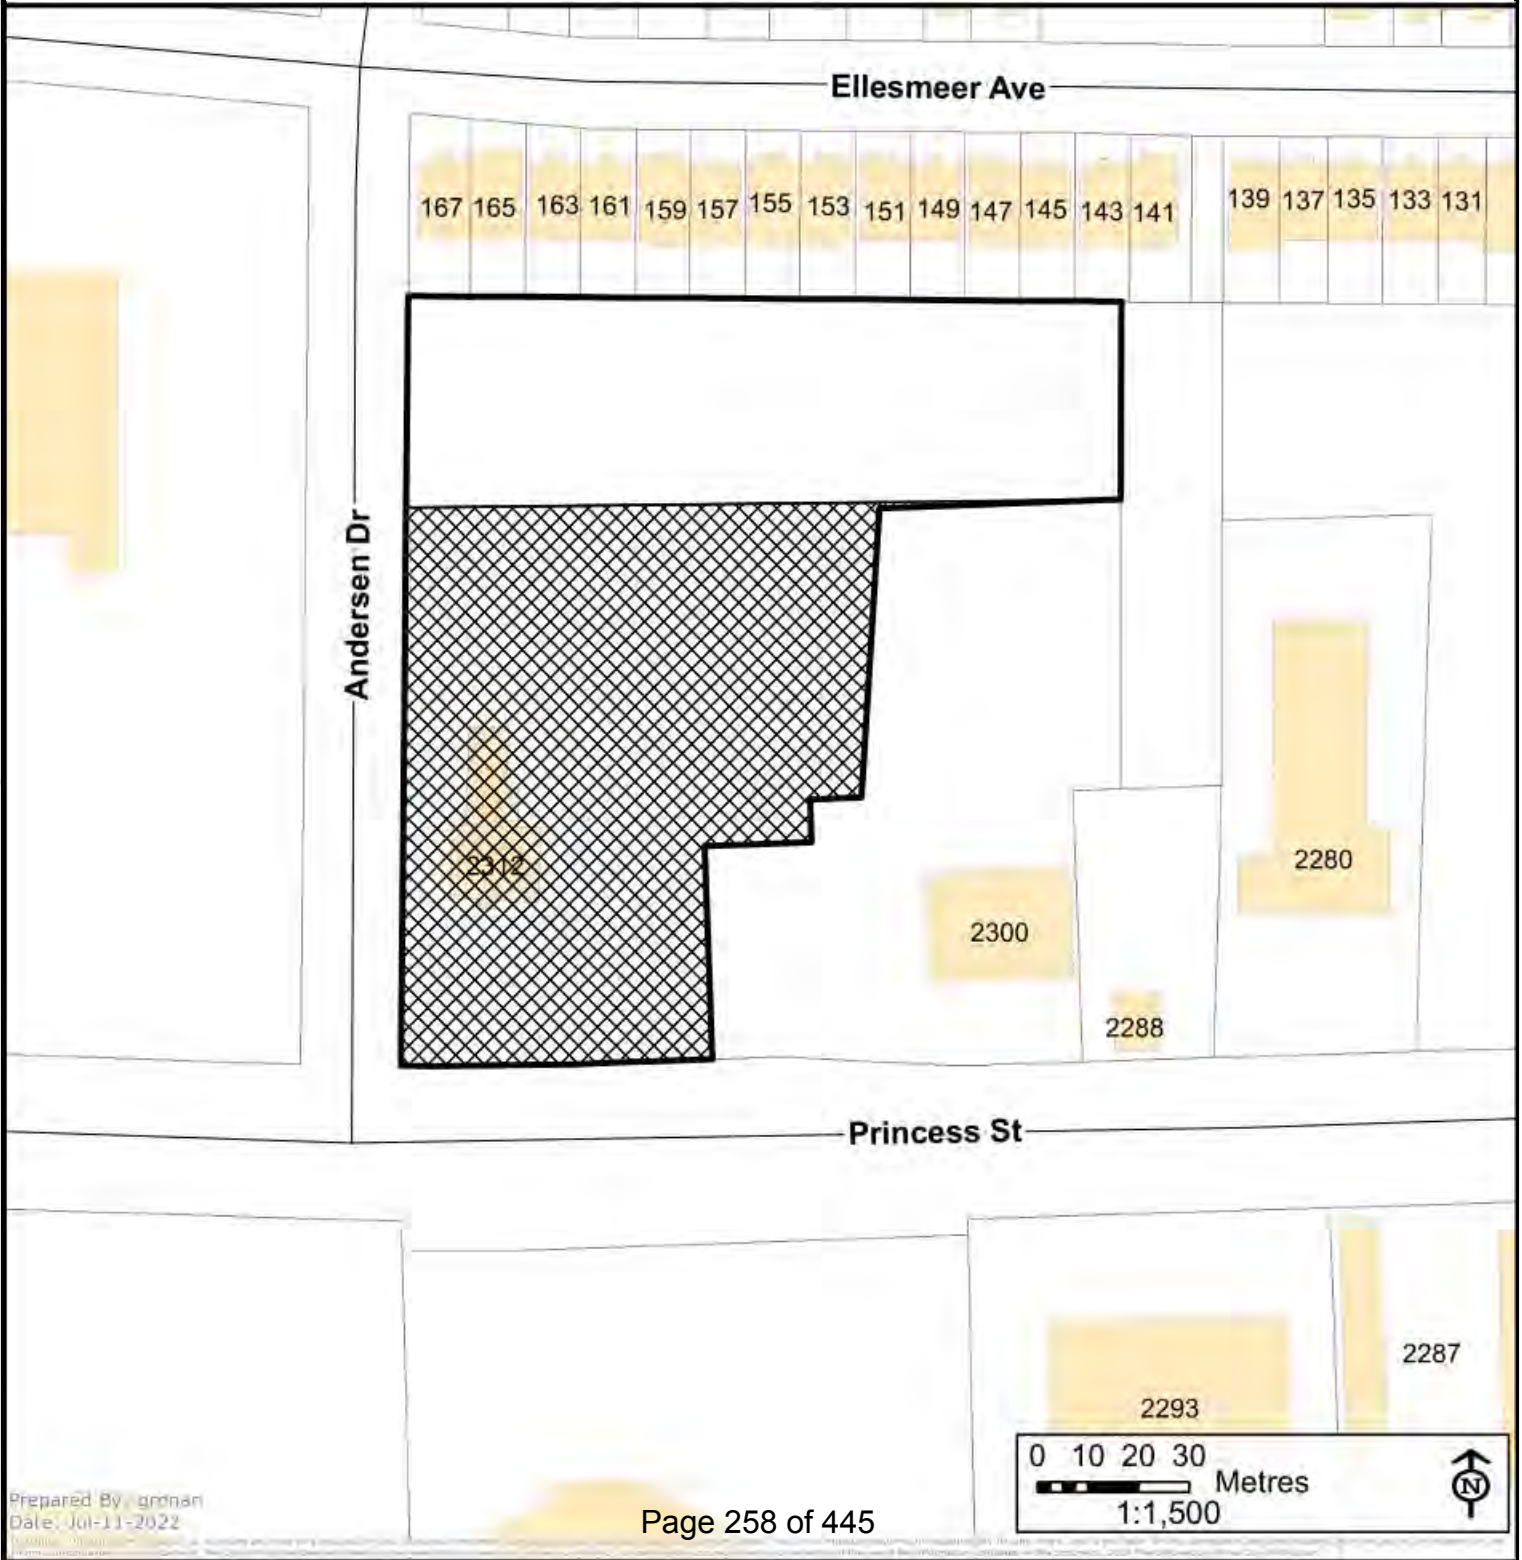 Ellesmeer Ave
167 165 163 161 159 157 155 153 151 149 147 145 143 141 139 137 135 133 131
Andersen Dr
2312
2280
2300
2288
Princess St
2287
2293
0 10 20 30
Metres
1:1,500
N
Prepared By: gronan
Date: Jul-11-2022
Page 258 of 445